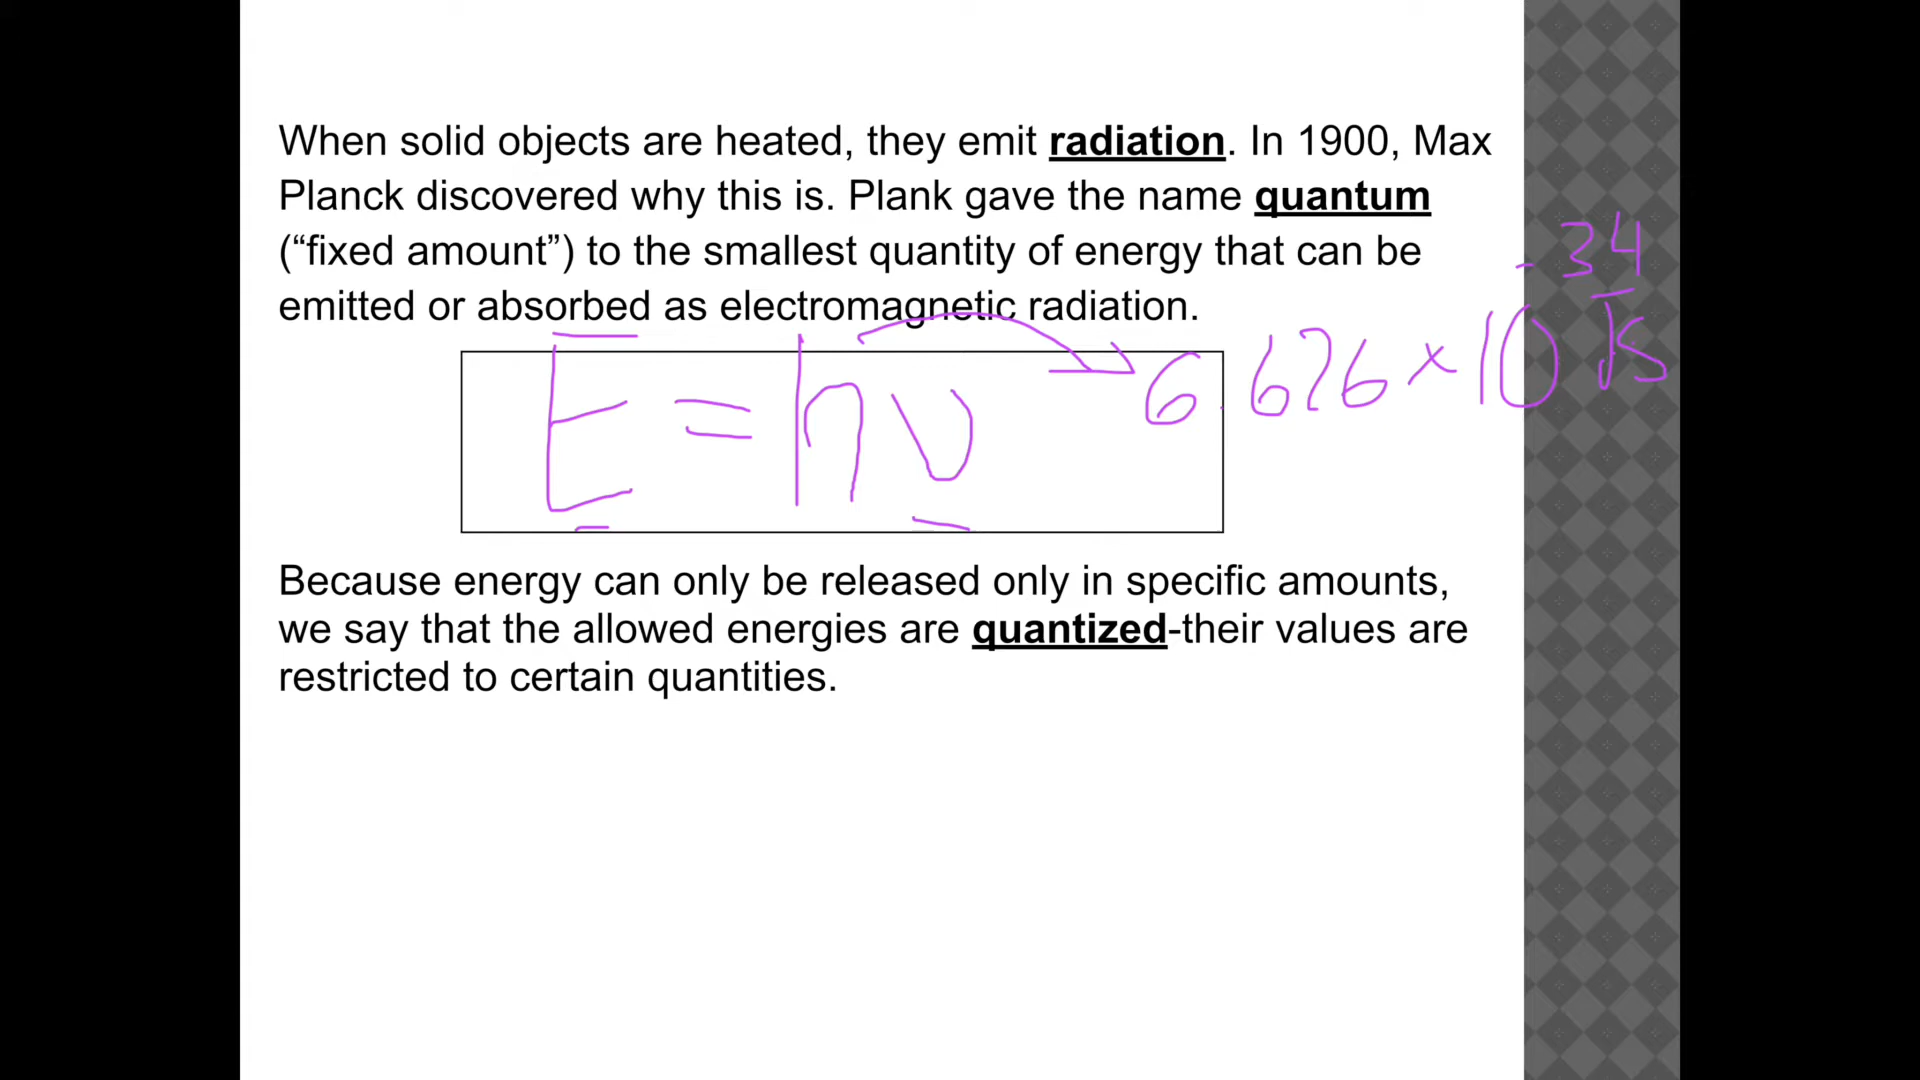 When solid objects are heated, they emit radiation. In 1900, Max
Planck discovered why this is. Plank gave the name quantum
(“fixed amount”) to the smallest quantity of energy that can be
emitted or absorbed as electromagnetic radiation.
E = hν → 6.626 × 10^-34 Js
Because energy can only be released only in specific amounts,
we say that the allowed energies are quantized-their values are
restricted to certain quantities.